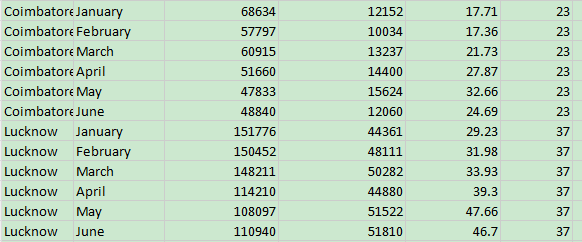 Coimbatore January 68634 12152 17.71 23
Coimbatore February 57797 10034 17.36 23
Coimbatore March 60915 13237 21.73 23
Coimbatore April 51660 14400 27.87 23
Coimbatore May 47833 15624 32.66 23
Coimbatore June 48840 12060 24.69 23
Lucknow January 151776 44361 29.23 37
Lucknow February 150452 48111 31.98 37
Lucknow March 148211 50282 33.93 37
Lucknow April 114210 44880 39.3 37
Lucknow May 108097 51522 47.66 37
Lucknow June 110940 51810 46.7 37